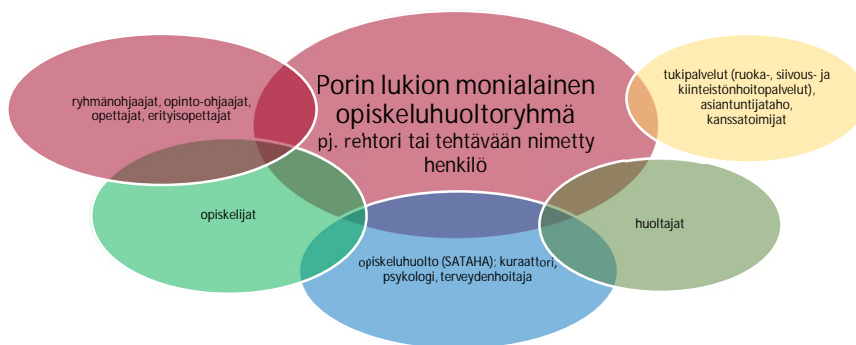 Porin lukion monialainen
opiskeluhuoltoryhmä
pj. rehtori tai tehtävään nimetty
henkilö
ryhmänohjaajat, opinto-ohjaajat,
opettajat, erityisopettajat
tukipalvelut (ruoka-, siivous- ja
kiinteistönhoitopalvelut),
asiantuntijataho,
kanssatoimijat
opiskelijat
huoltajat
opiskeluhuolto (SATAHA); kuraattori,
psykologi, terveydenhoitaja